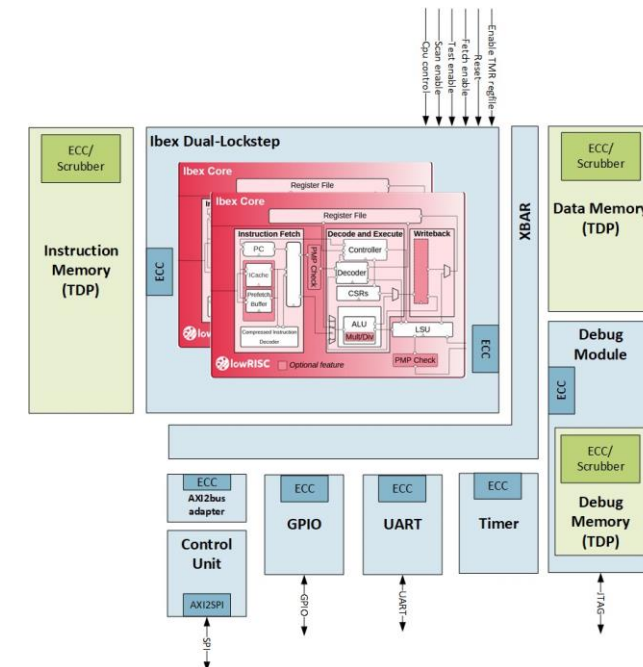 Enable TMR regfile
Reset
Fetch enable
Test enable
Scan enable
Cpu control
ECC/
Scrubber
Instruction
Memory
(TDP)
Ibex Dual-Lockstep
ECC
Ibex Core
Register File
Ibex Core
Register File
Instruction Fetch
PC
ICache
Prefetch
Buffer
Compressed Instruction
Decoder
PMP Check
Decode and Execute
Controller
Decoder
CSRs
ALU
Mult/Div
Writeback
LSU
PMP Check
lowRISC
Optional feature
low
ECC
XBAR
ECC/
Scrubber
Data Memory
(TDP)
Debug
Module
ECC
ECC/
Scrubber
Debug
Memory
(TDP)
JTAG
ECC
AXI2bus
adapter
Control
Unit
AXI2SPI
SPI
ECC
GPIO
GPIO
ECC
UART
UART
ECC
Timer